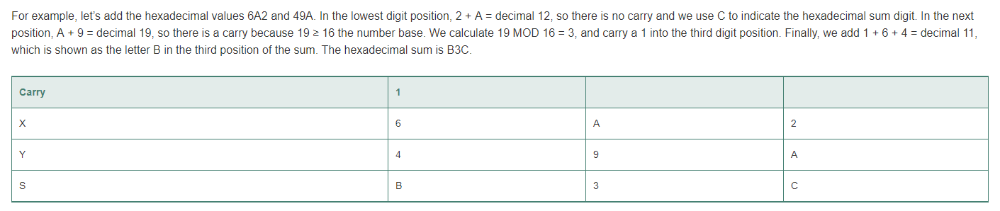 For example, let’s add the hexadecimal values 6A2 and 49A. In the lowest digit position, 2 + A = decimal 12, so there is no carry and we use C to indicate the hexadecimal sum digit. In the next
position, A + 9 = decimal 19, so there is a carry because 19 ≥ 16 the number base. We calculate 19 MOD 16 = 3, and carry a 1 into the third digit position. Finally, we add 1 + 6 + 4 = decimal 11,
which is shown as the letter B in the third position of the sum. The hexadecimal sum is B3C.
Carry 1
X 6 A 2
Y 4 9 A
S B 3 C